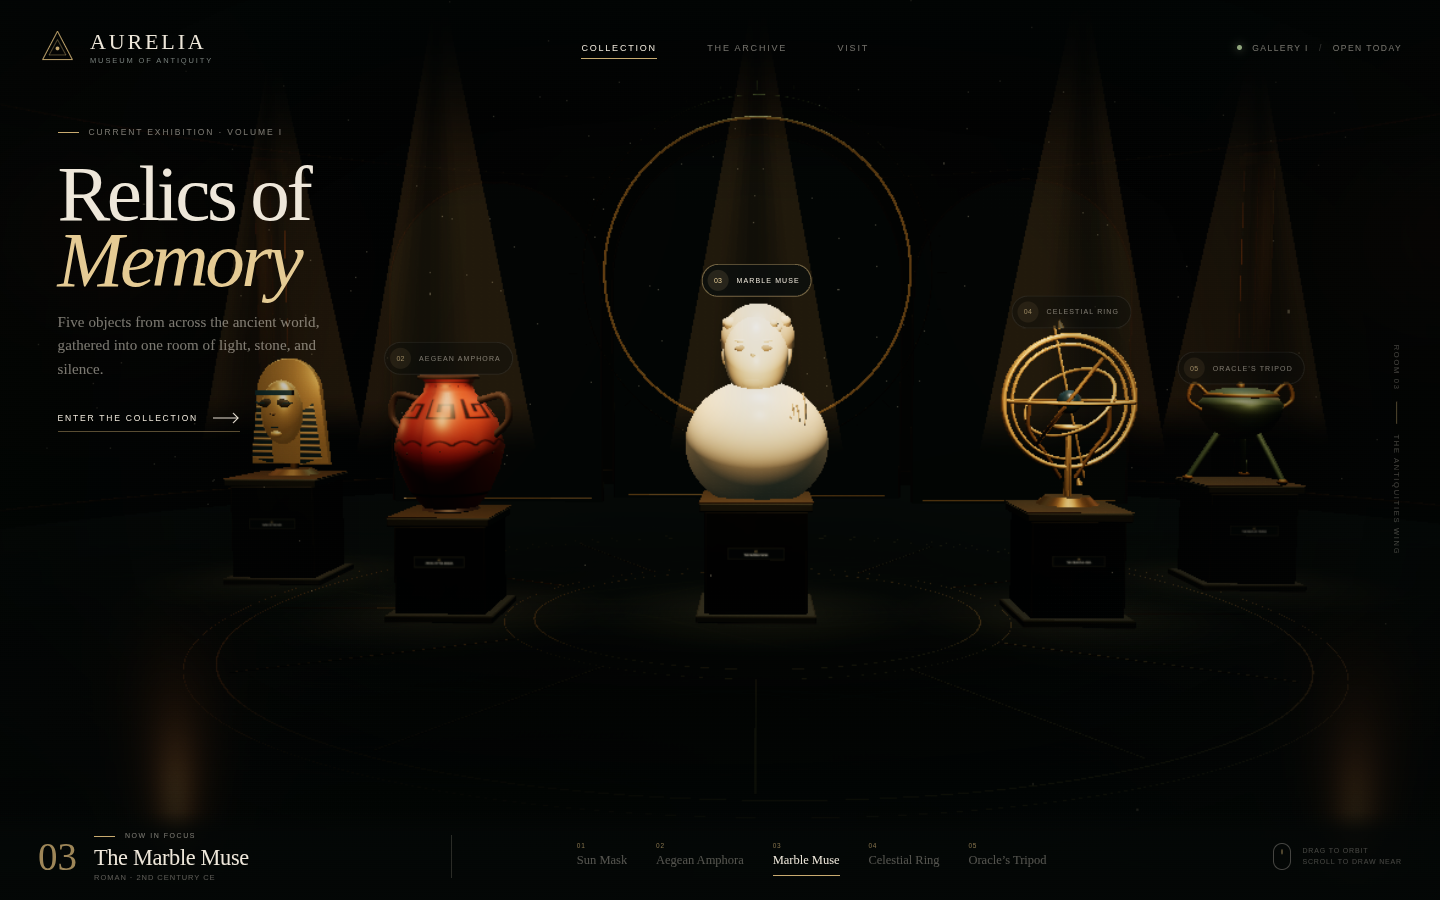 AURELIA
MUSEUM OF ANTIQUITY
COLLECTION
THE ARCHIVE
VISIT
GALLERY I / OPEN TODAY
CURRENT EXHIBITION · VOLUME I
Relics of
Memory
Five objects from across the ancient world,
gathered into one room of light, stone, and
silence.
ENTER THE COLLECTION
02 AEGEAN AMPHORA
03 MARBLE MUSE
04 CELESTIAL RING
05 ORACLE'S TRIPOD
ROOM 03 — THE ANTIQUITIES WING
03
NOW IN FOCUS
The Marble Muse
ROMAN · 2ND CENTURY CE
01
Sun Mask
02
Aegean Amphora
03
Marble Muse
04
Celestial Ring
05
Oracle’s Tripod
DRAG TO ORBIT
SCROLL TO DRAW NEAR